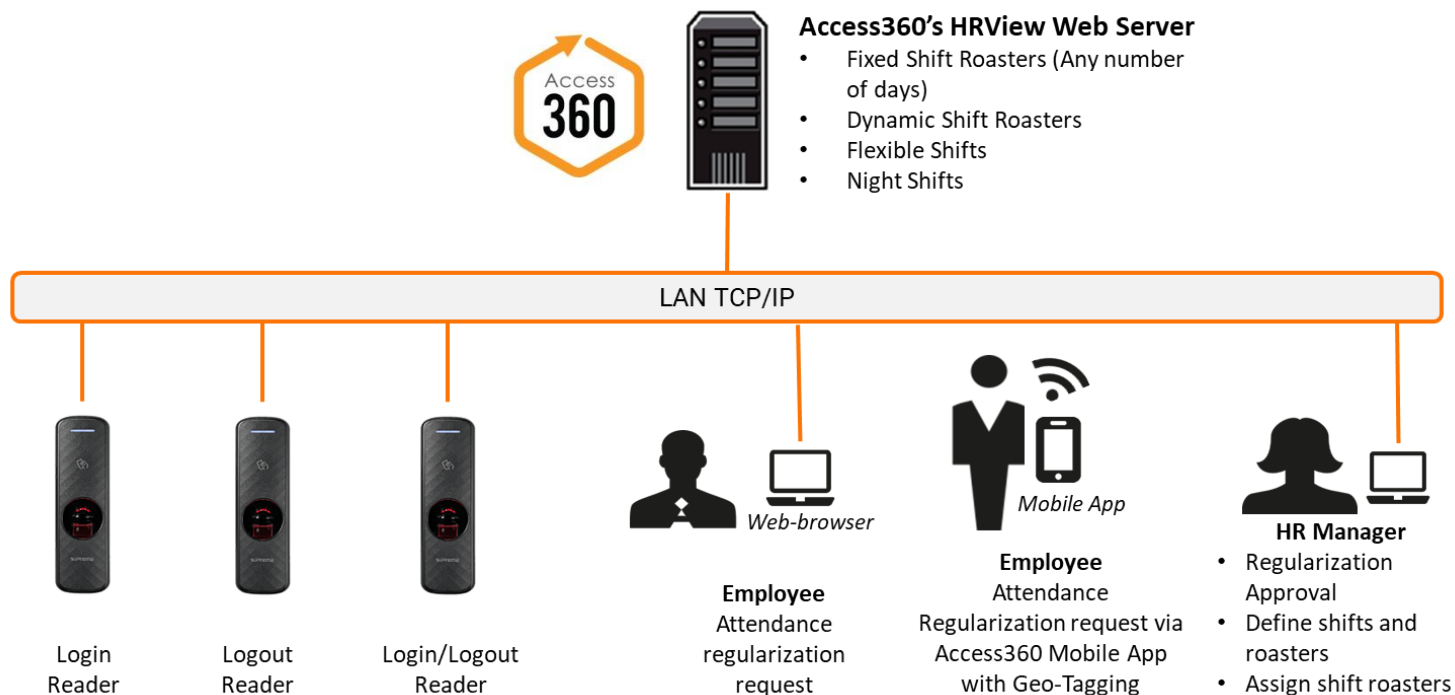 Access360's HRView Web Server
• Fixed Shift Roasters (Any number
of days)
• Dynamic Shift Roasters
• Flexible Shifts
• Night Shifts
Access
360
LAN TCP/IP
suprema
suprema
suprema
Login
Reader
Logout
Reader
Login/Logout
Reader
Web-browser
Employee
Attendance
regularization
request
Mobile App
Employee
Attendance
Regularization request via
Access360 Mobile App
with Geo-Tagging
HR Manager
• Regularization
Approval
• Define shifts and
roasters
• Assign shift roasters